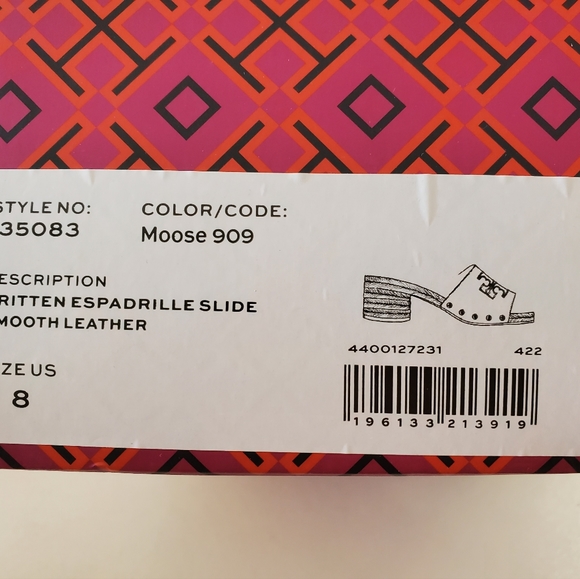 STYLE NO:
35083
COLOR/CODE:
Moose 909
ESCRIPTION
RITTEN ESPADRILLE SLIDE
MOOTH LEATHER
ZE US
8
4400127231 422
196133 213919